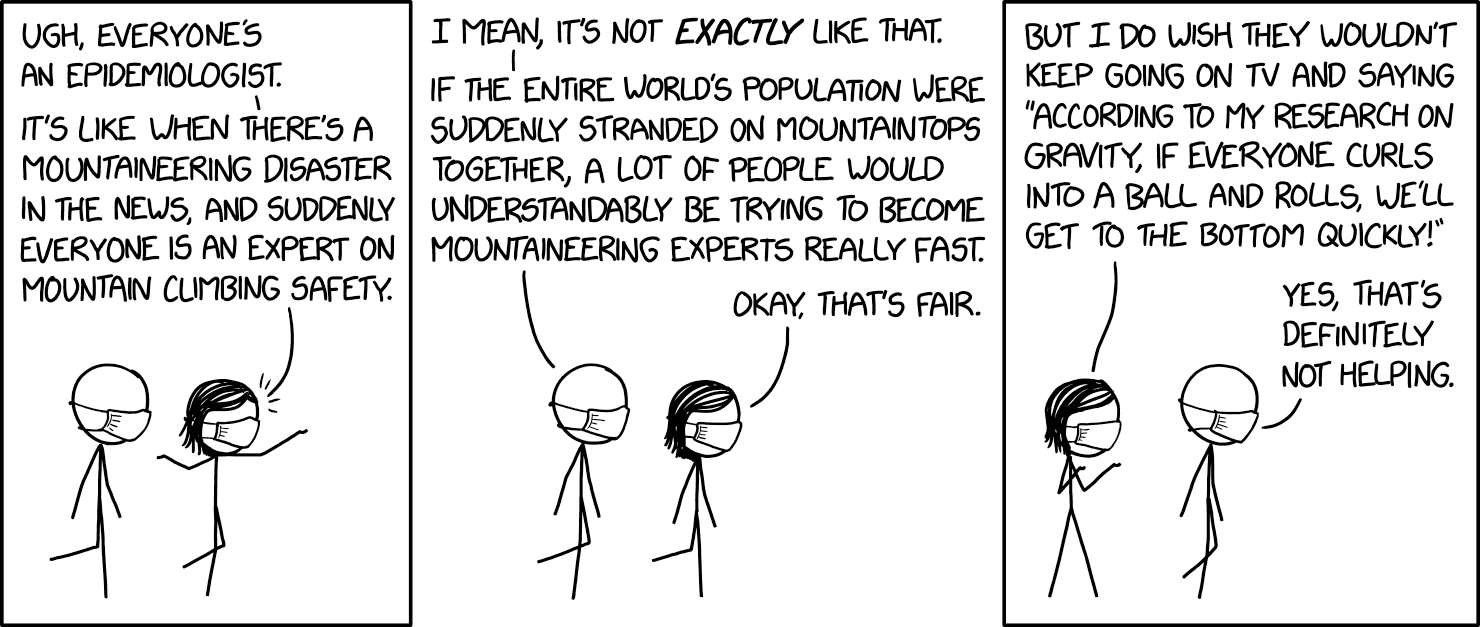 UGH, EVERYONE'S
AN EPIDEMIOLOGIST.
IT'S LIKE WHEN THERE'S A
MOUNTAINEERING DISASTER
IN THE NEWS, AND SUDDENLY
EVERYONE IS AN EXPERT ON
MOUNTAIN CLIMBING SAFETY.
I MEAN, IT'S NOT EXACTLY LIKE THAT.
IF THE ENTIRE WORLD'S POPULATION WERE
SUDDENLY STRANDED ON MOUNTAINTOPS
TOGETHER, A LOT OF PEOPLE WOULD
UNDERSTANDABLY BE TRYING TO BECOME
MOUNTAINEERING EXPERTS REALLY FAST.
OKAY, THAT'S FAIR.
BUT I DO WISH THEY WOULDN'T
KEEP GOING ON TV AND SAYING
"ACCORDING TO MY RESEARCH ON
GRAVITY, IF EVERYONE CURLS
INTO A BALL AND ROLLS, WE'LL
GET TO THE BOTTOM QUICKLY!"
YES, THAT'S
DEFINITELY
NOT HELPING.